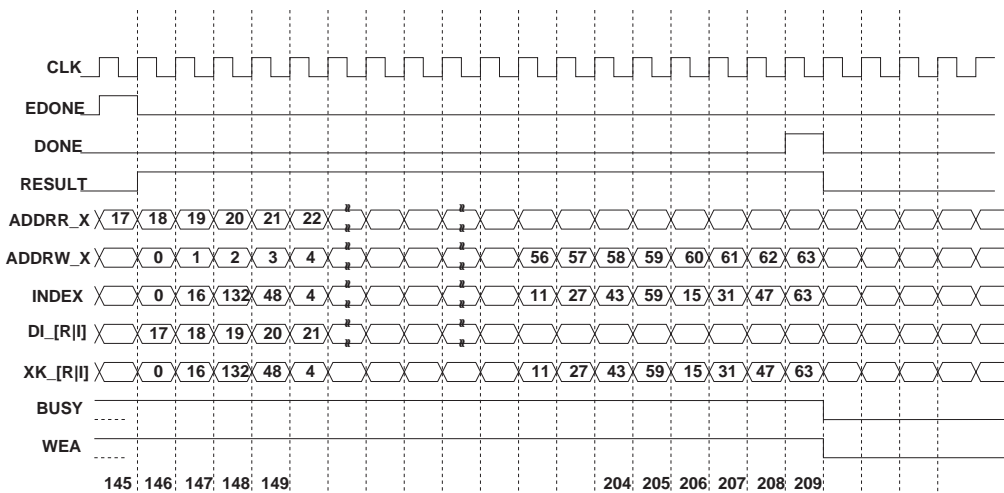 CLK
EDONE
DONE
RESULT
ADDRR_X 17 18 19 20 21 22
ADDRW_X 0 1 2 3 4 56 57 58 59 60 61 62 63
INDEX 0 16 132 48 4 11 27 43 59 15 31 47 63
DI_[R|I] 17 18 19 20 21
XK_[R|I] 0 16 132 48 4 11 27 43 59 15 31 47 63
BUSY
WEA
145 146 147 148 149 204 205 206 207 208 209